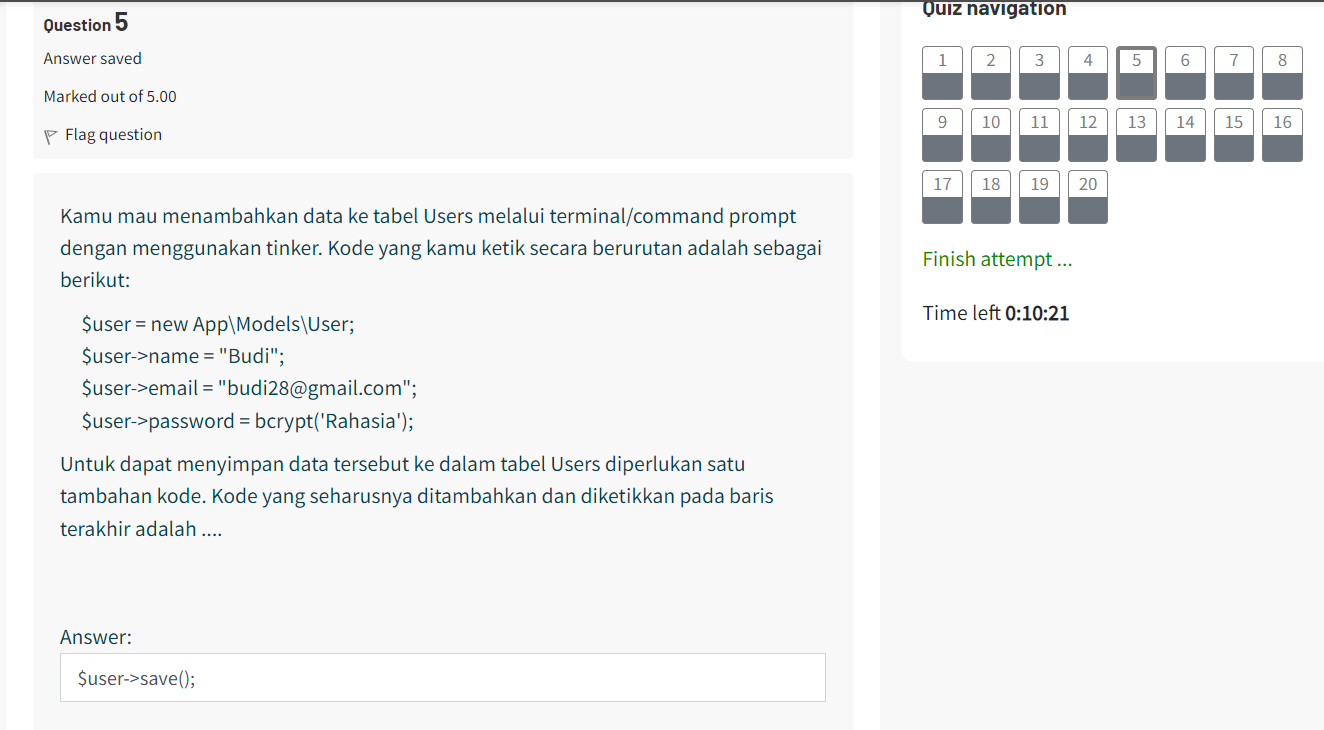 Question 5
Answer saved
Marked out of 5.00
Flag question
Kamu mau menambahkan data ke tabel Users melalui terminal/command prompt
dengan menggunakan tinker. Kode yang kamu ketik secara berurutan adalah sebagai
berikut:
$user = new App\Models\User;
$user->name = "Budi";
$user->email = "budi28@gmail.com";
$user->password = bcrypt('Rahasia');
Untuk dapat menyimpan data tersebut ke dalam tabel Users diperlukan satu
tambahan kode. Kode yang seharusnya ditambahkan dan diketikkan pada baris
terakhir adalah ....
Answer:
$user->save();
Quiz navigation
1 2 3 4 5 6 7 8
9 10 11 12 13 14 15 16
17 18 19 20
Finish attempt ...
Time left 0:10:21